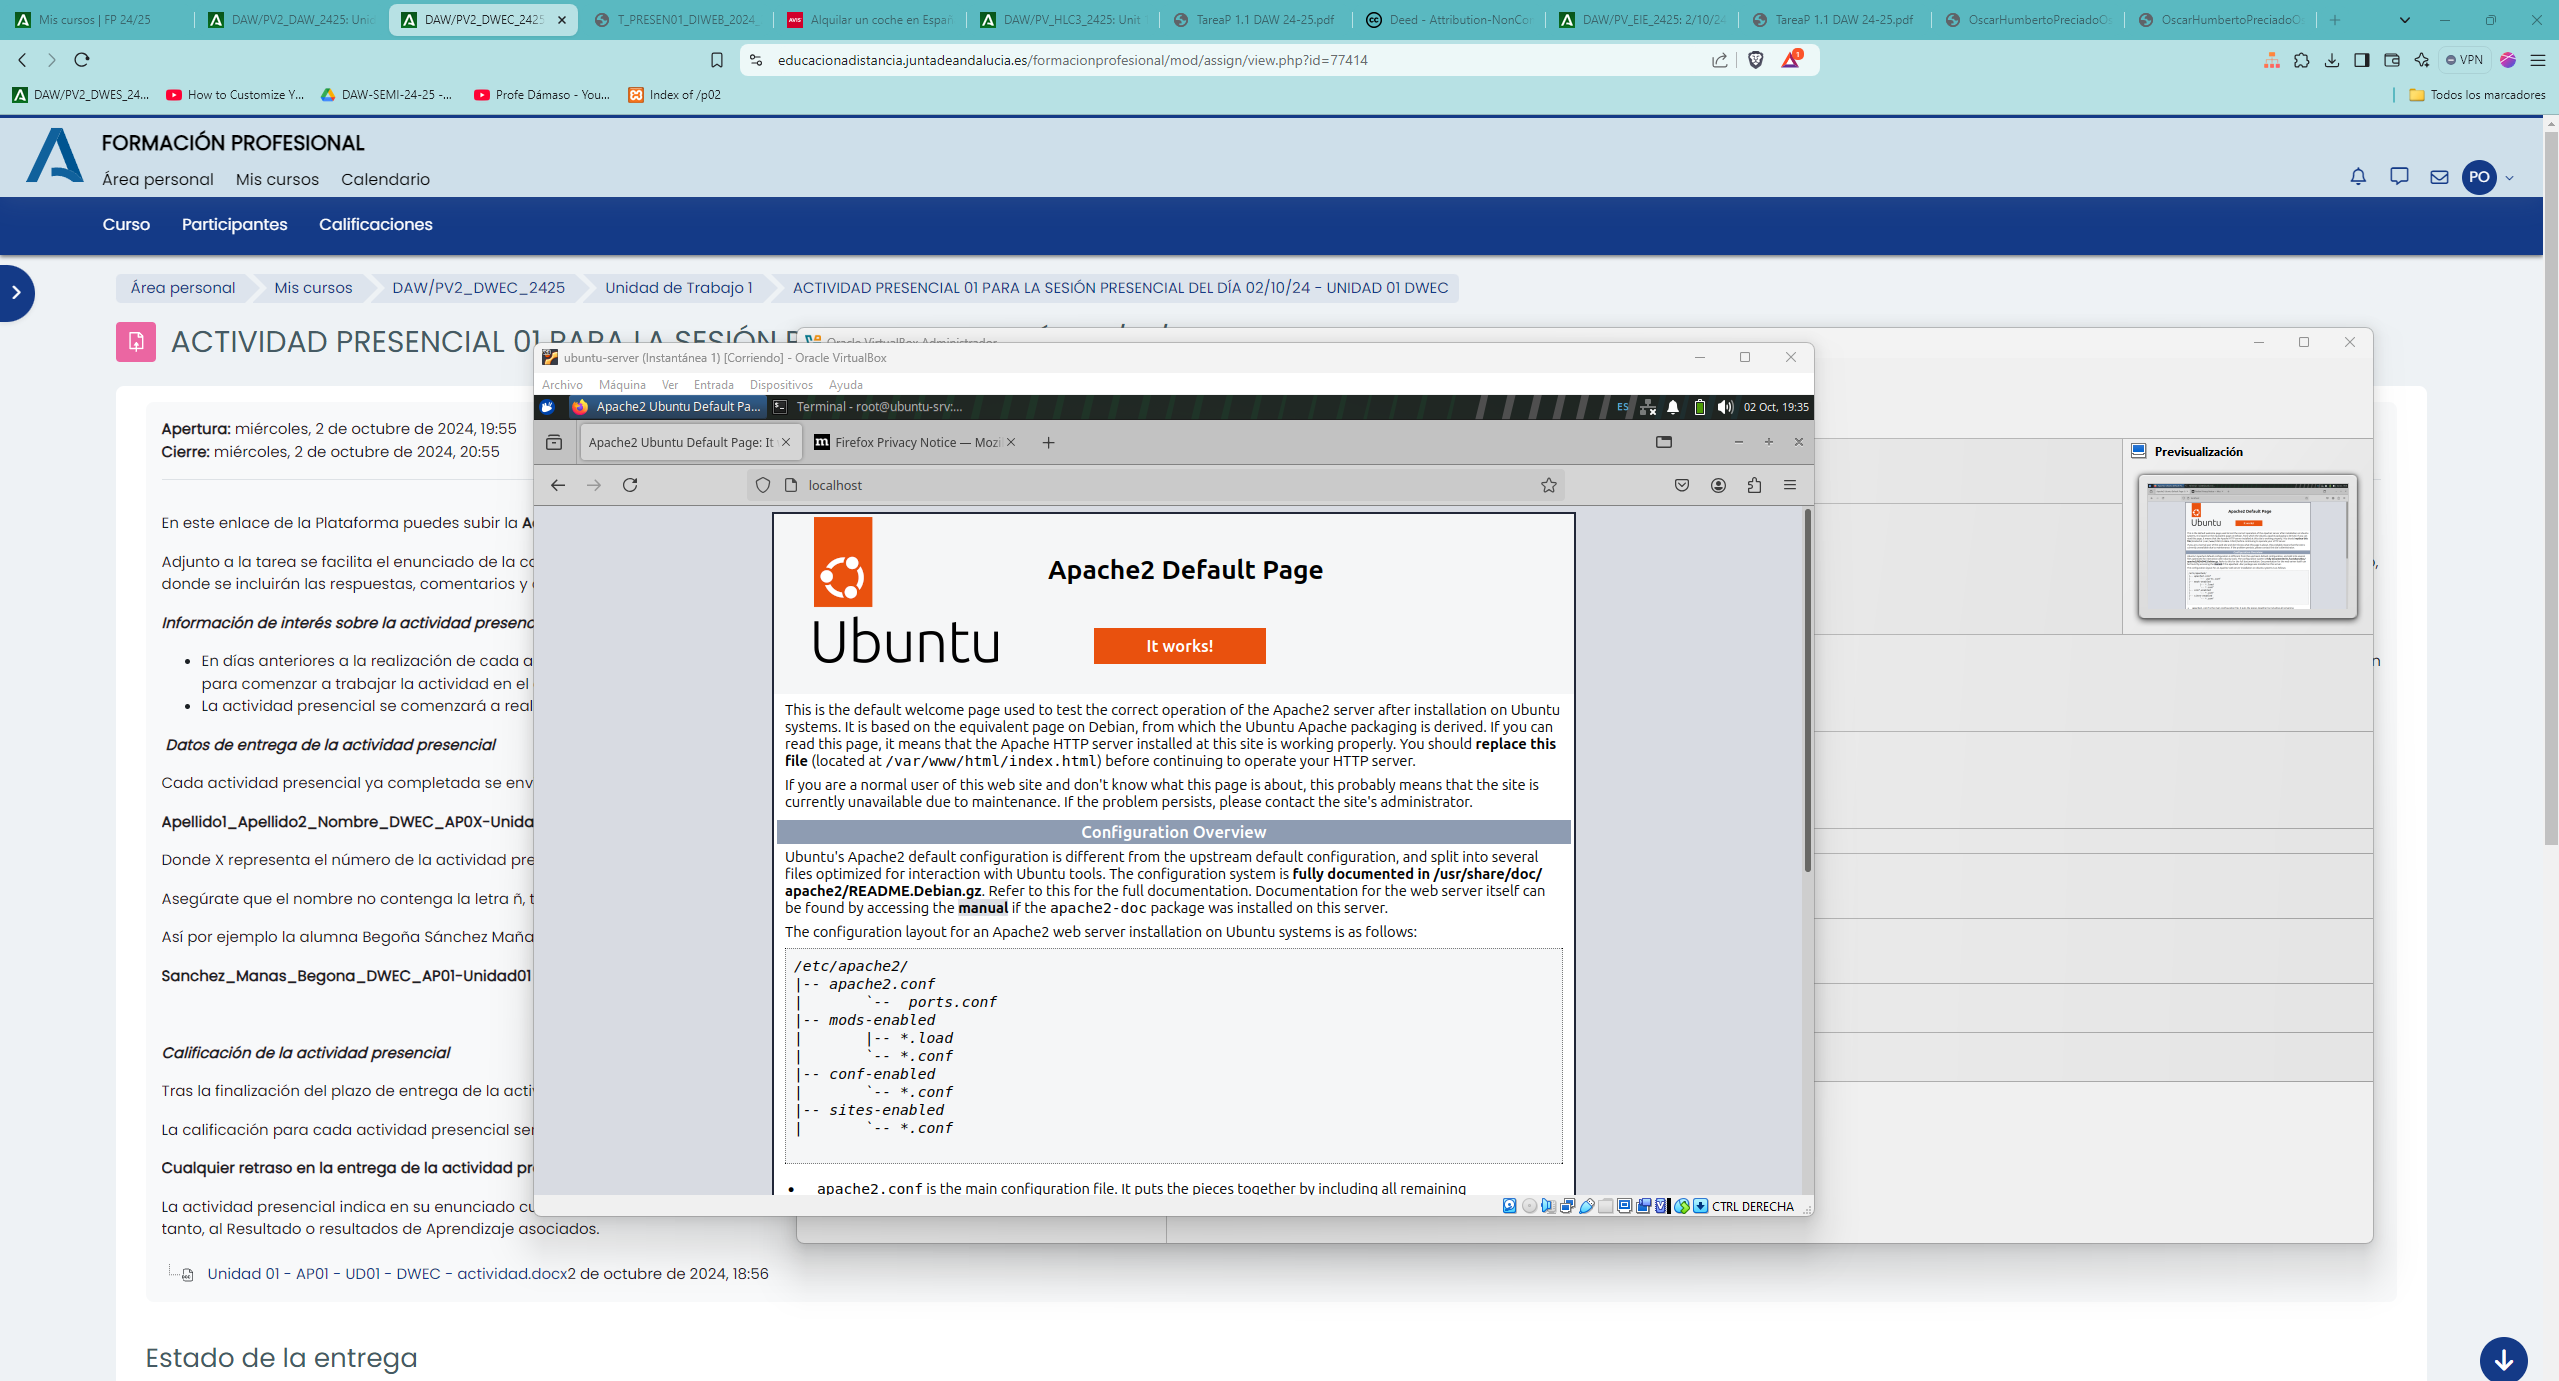 Mis cursos | FP 24/25
DAW/PV2_DAW_2425: Unid
DAW/PV2_DWEC_2425
T_PRESEN01_DIWEB_2024_
Alquilar un coche en Españ
DAW/PV_HLC3_2425: Unit
TareaP 1.1 DAW 24-25.pdf
Deed - Attribution-NonCon
DAW/PV_EIE_2425: 2/10/24
TareaP 1.1 DAW 24-25.pdf
OscarHumbertoPreciadoO
OscarHumbertoPreciadoO
educacionadistancia.juntadeandalucia.es/formacionprofesional/mod/assign/view.php?id=77414
1
VPN
DAW/PV2_DWES_24...
How to Customize Y...
DAW-SEMI-24-25 -...
Profe Dámaso - You...
Index of /p02
Todos los marcadores
FORMACIÓN PROFESIONAL
Área personal
Mis cursos
Calendario
PO
Curso
Participantes
Calificaciones
Área personal
Mis cursos
DAW/PV2_DWEC_2425
Unidad de Trabajo 1
ACTIVIDAD PRESENCIAL 01 PARA LA SESIÓN PRESENCIAL DEL DÍA 02/10/24 - UNIDAD 01 DWEC
ACTIVIDAD PRESENCIAL 01 PARA LA SESIÓN P
Apertura: miércoles, 2 de octubre de 2024, 19:55
Cierre: miércoles, 2 de octubre de 2024, 20:55
En este enlace de la Plataforma puedes subir la A
Adjunto a la tarea se facilita el enunciado de la
donde se incluirán las respuestas, comentarios y
Información de interés sobre la actividad presen
• En días anteriores a la realización de cada a
para comenzar a trabajar la actividad en el
• La actividad presencial se comenzará a real
Datos de entrega de la actividad presencial
Cada actividad presencial ya completada se env
Apellido1_Apellido2_Nombre_DWEC_AP0X-Unida
Donde X representa el número de la actividad pre
Asegúrate que el nombre no contenga la letra ñ, t
Así por ejemplo la alumna Begoña Sánchez Maña
Sanchez_Manas_Begona_DWEC_AP01-Unidad01
Calificación de la actividad presencial
Tras la finalización del plazo de entrega de la acti
La calificación para cada actividad presencial ser
Cualquier retraso en la entrega de la actividad pr
La actividad presencial indica en su enunciado cu
tanto, al Resultado o resultados de Aprendizaje asociados.
Unidad 01 - AP01 - UD01 - DWEC - actividad.docx2 de octubre de 2024, 18:56
Estado de la entrega
Oracle VirtualBox Administrador
Previsualización
ubuntu-server (Instantánea 1) [Corriendo] - Oracle VirtualBox
Archivo
Máquina
Ver
Entrada
Dispositivos
Ayuda
Apache2 Ubuntu Default Pa...
Terminal - root@ubuntu-srv:...
ES
02 Oct, 19:35
Apache2 Ubuntu Default Page: It
Firefox Privacy Notice — Mozi
localhost
Ubuntu
Apache2 Default Page
It works!
This is the default welcome page used to test the correct operation of the Apache2 server after installation on Ubuntu
systems. It is based on the equivalent page on Debian, from which the Ubuntu Apache packaging is derived. If you can
read this page, it means that the Apache HTTP server installed at this site is working properly. You should replace this
file (located at /var/www/html/index.html) before continuing to operate your HTTP server.
If you are a normal user of this web site and don't know what this page is about, this probably means that the site is
currently unavailable due to maintenance. If the problem persists, please contact the site's administrator.
Configuration Overview
Ubuntu's Apache2 default configuration is different from the upstream default configuration, and split into several
files optimized for interaction with Ubuntu tools. The configuration system is fully documented in /usr/share/doc/
apache2/README.Debian.gz. Refer to this for the full documentation. Documentation for the web server itself can
be found by accessing the manual if the apache2-doc package was installed on this server.
The configuration layout for an Apache2 web server installation on Ubuntu systems is as follows:
/etc/apache2/
|-- apache2.conf
|       `--  ports.conf
|-- mods-enabled
|       |-- *.load
|       `-- *.conf
|-- conf-enabled
|       `-- *.conf
|-- sites-enabled
|       `-- *.conf
• apache2.conf is the main configuration file. It puts the pieces together by including all remaining
CTRL DERECHA